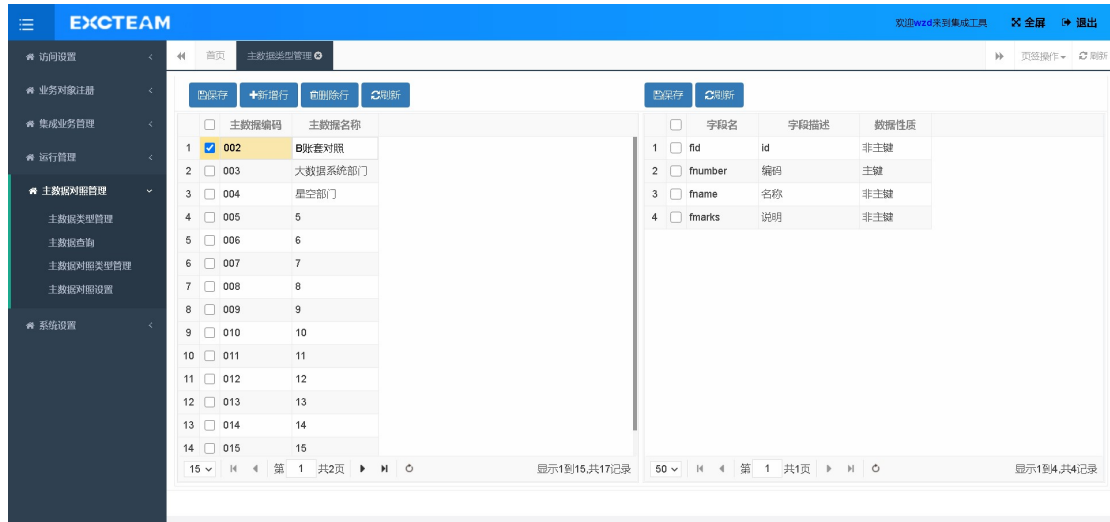 EXCTEAM
欢迎wzd来到集成工具 全屏 退出
访问设置
业务对象注册
集成业务管理
运行管理
主数据对照管理
主数据类型管理
主数据查询
主数据对照类型管理
主数据对照设置
系统设置
首页 主数据类型管理 页签操作 刷新
保存 新增行 删除行 刷新
主数据编码 主数据名称
1 002 B账套对照
2 003 大数据系统部门
3 004 星空部门
4 005 5
5 006 6
6 007 7
7 008 8
8 009 9
9 010 10
10 011 11
11 012 12
12 013 13
13 014 14
14 015 15
15 第 1 共2页 显示1到15,共17记录
保存 刷新
字段名 字段描述 数据性质
1 fid id 非主键
2 fnumber 编码 主键
3 fname 名称 非主键
4 fmarks 说明 非主键
50 第 1 共1页 显示1到4,共4记录